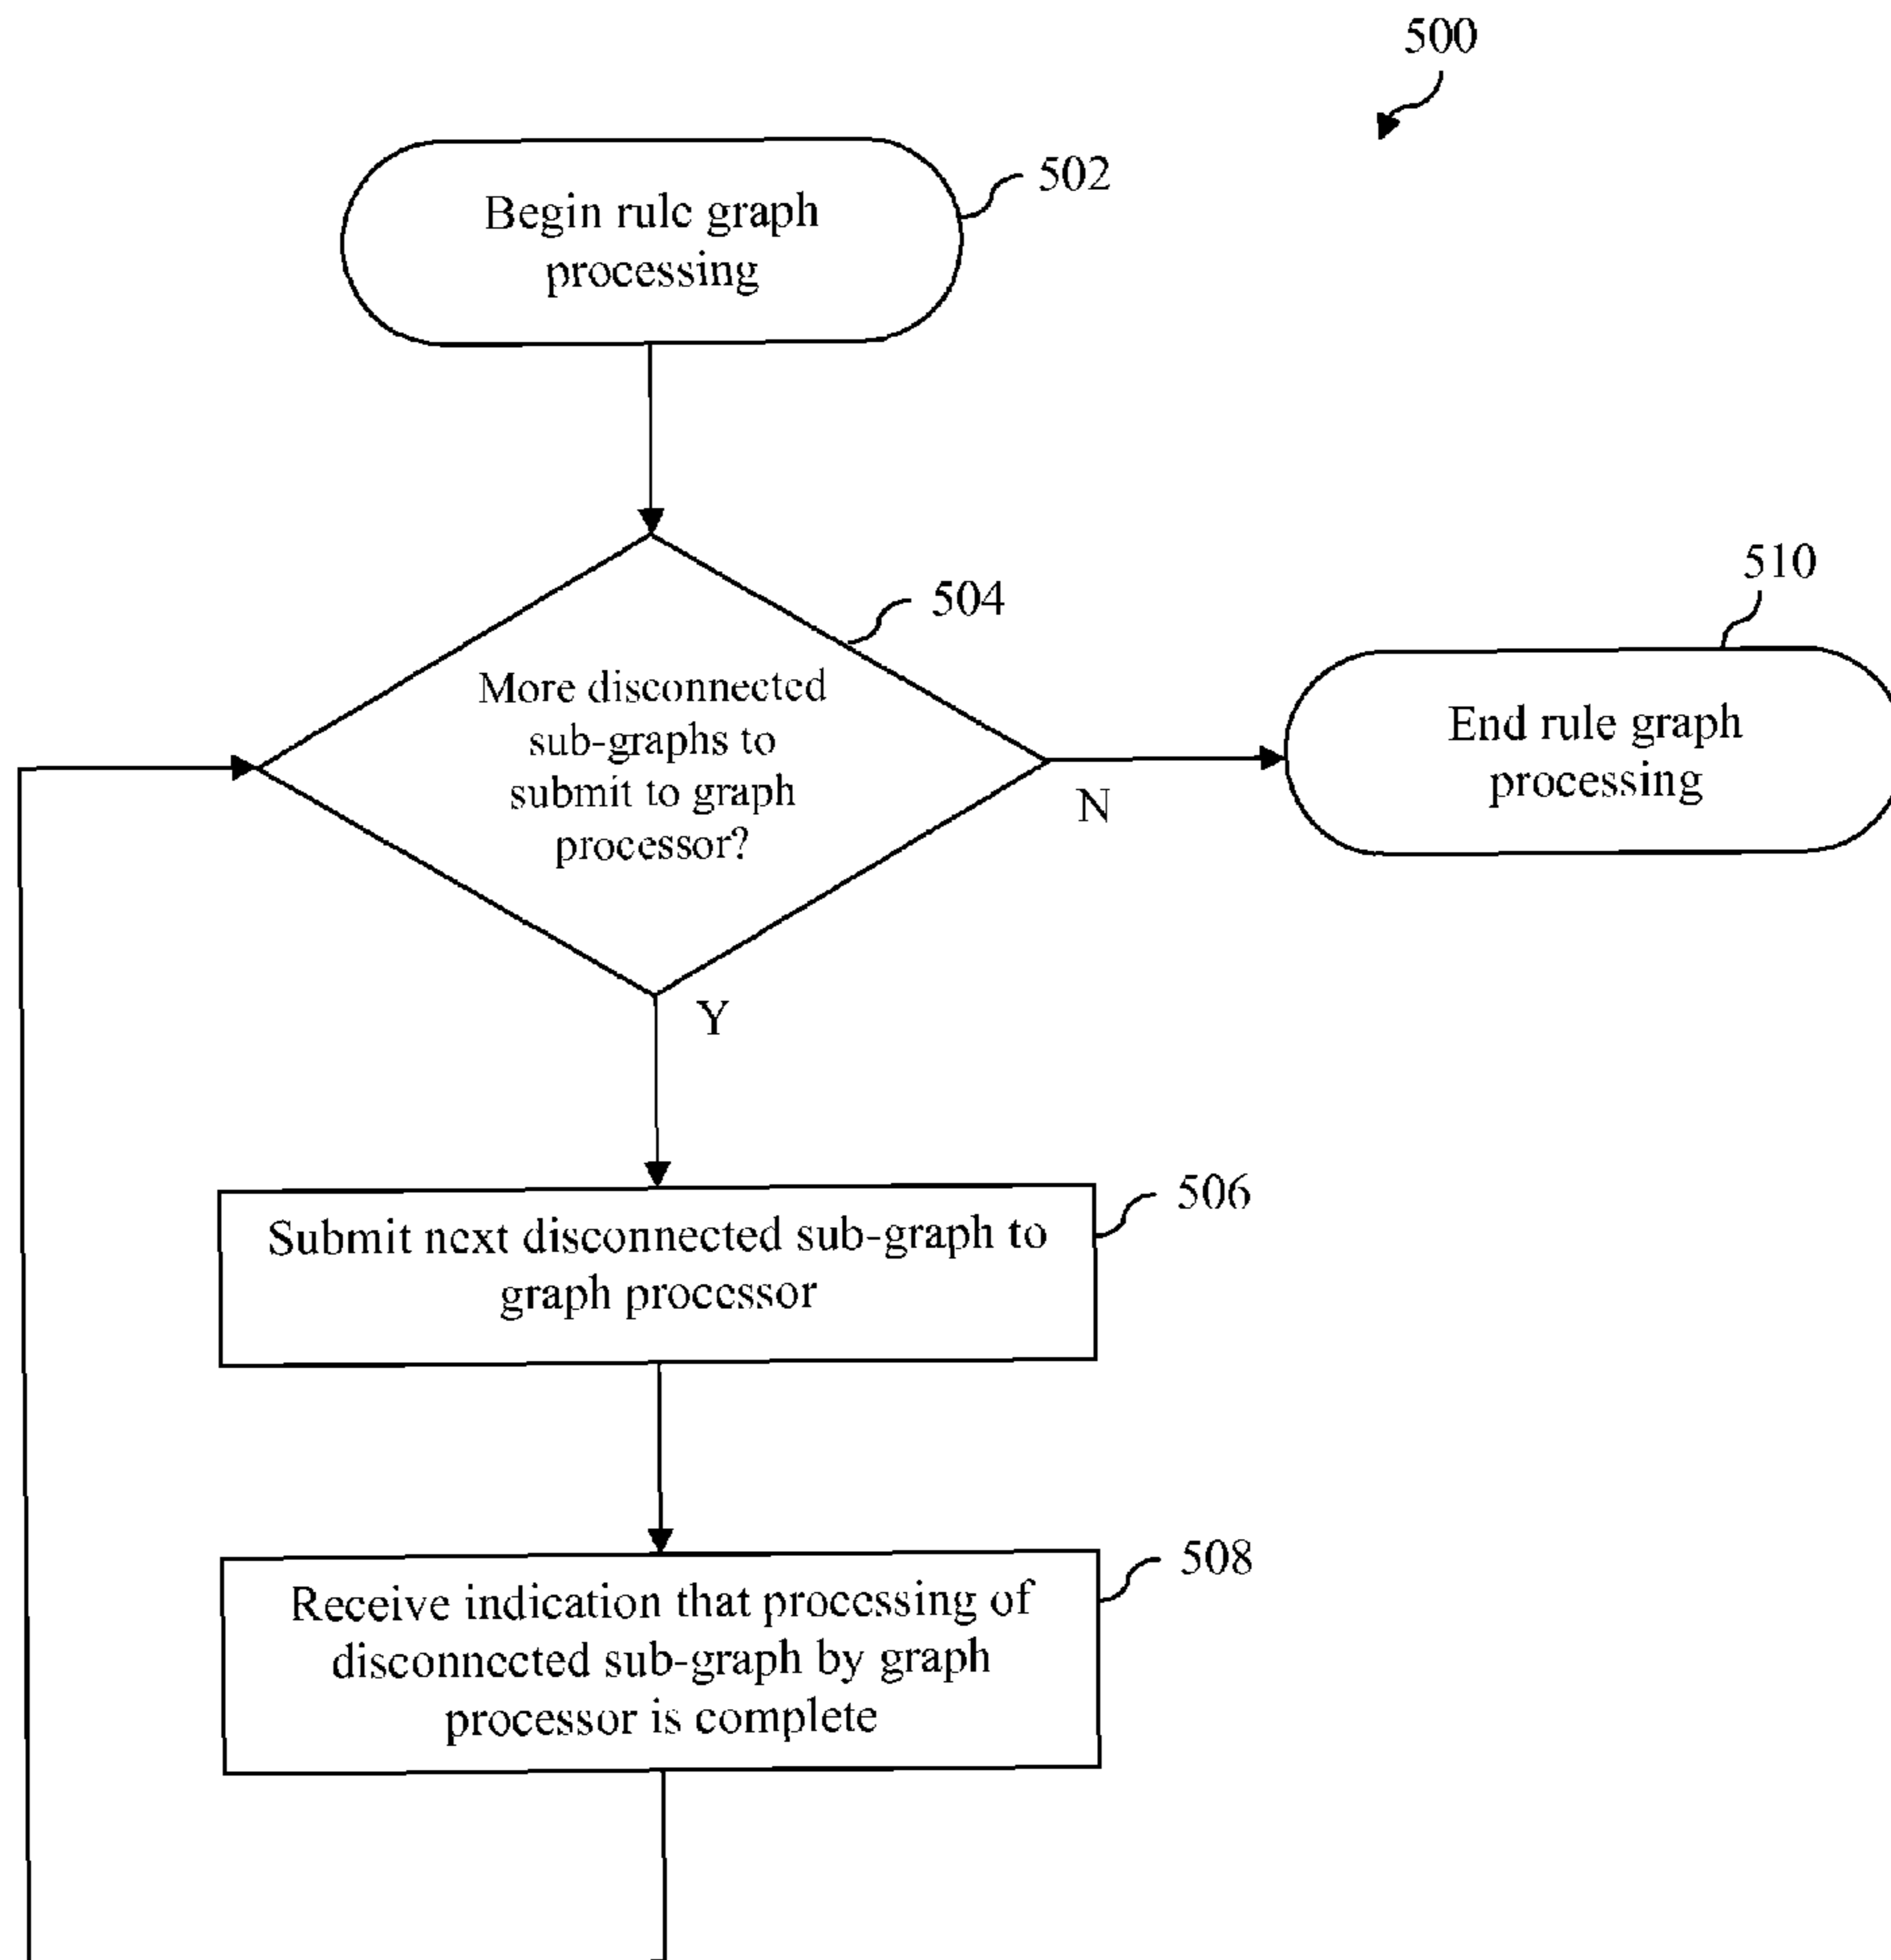 500
502
Begin rule graph
processing
504
More disconnected
sub-graphs to
submit to graph
processor?
510
End rule graph
processing
N
Y
506
Submit next disconnected sub-graph to
graph processor
508
Receive indication that processing of
disconnected sub-graph by graph
processor is complete